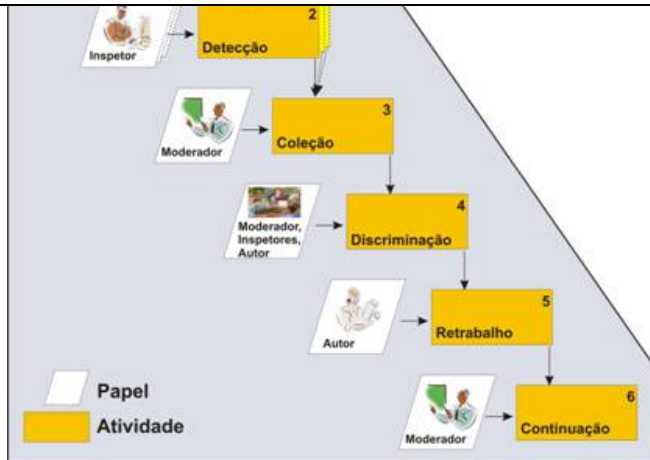 2
Inspetor
Detecção
3
Moderador
Coleção
4
Moderador,
Inspetores,
Autor
Discriminação
5
Autor
Retrabalho
6
Moderador
Continuação
Papel
Atividade